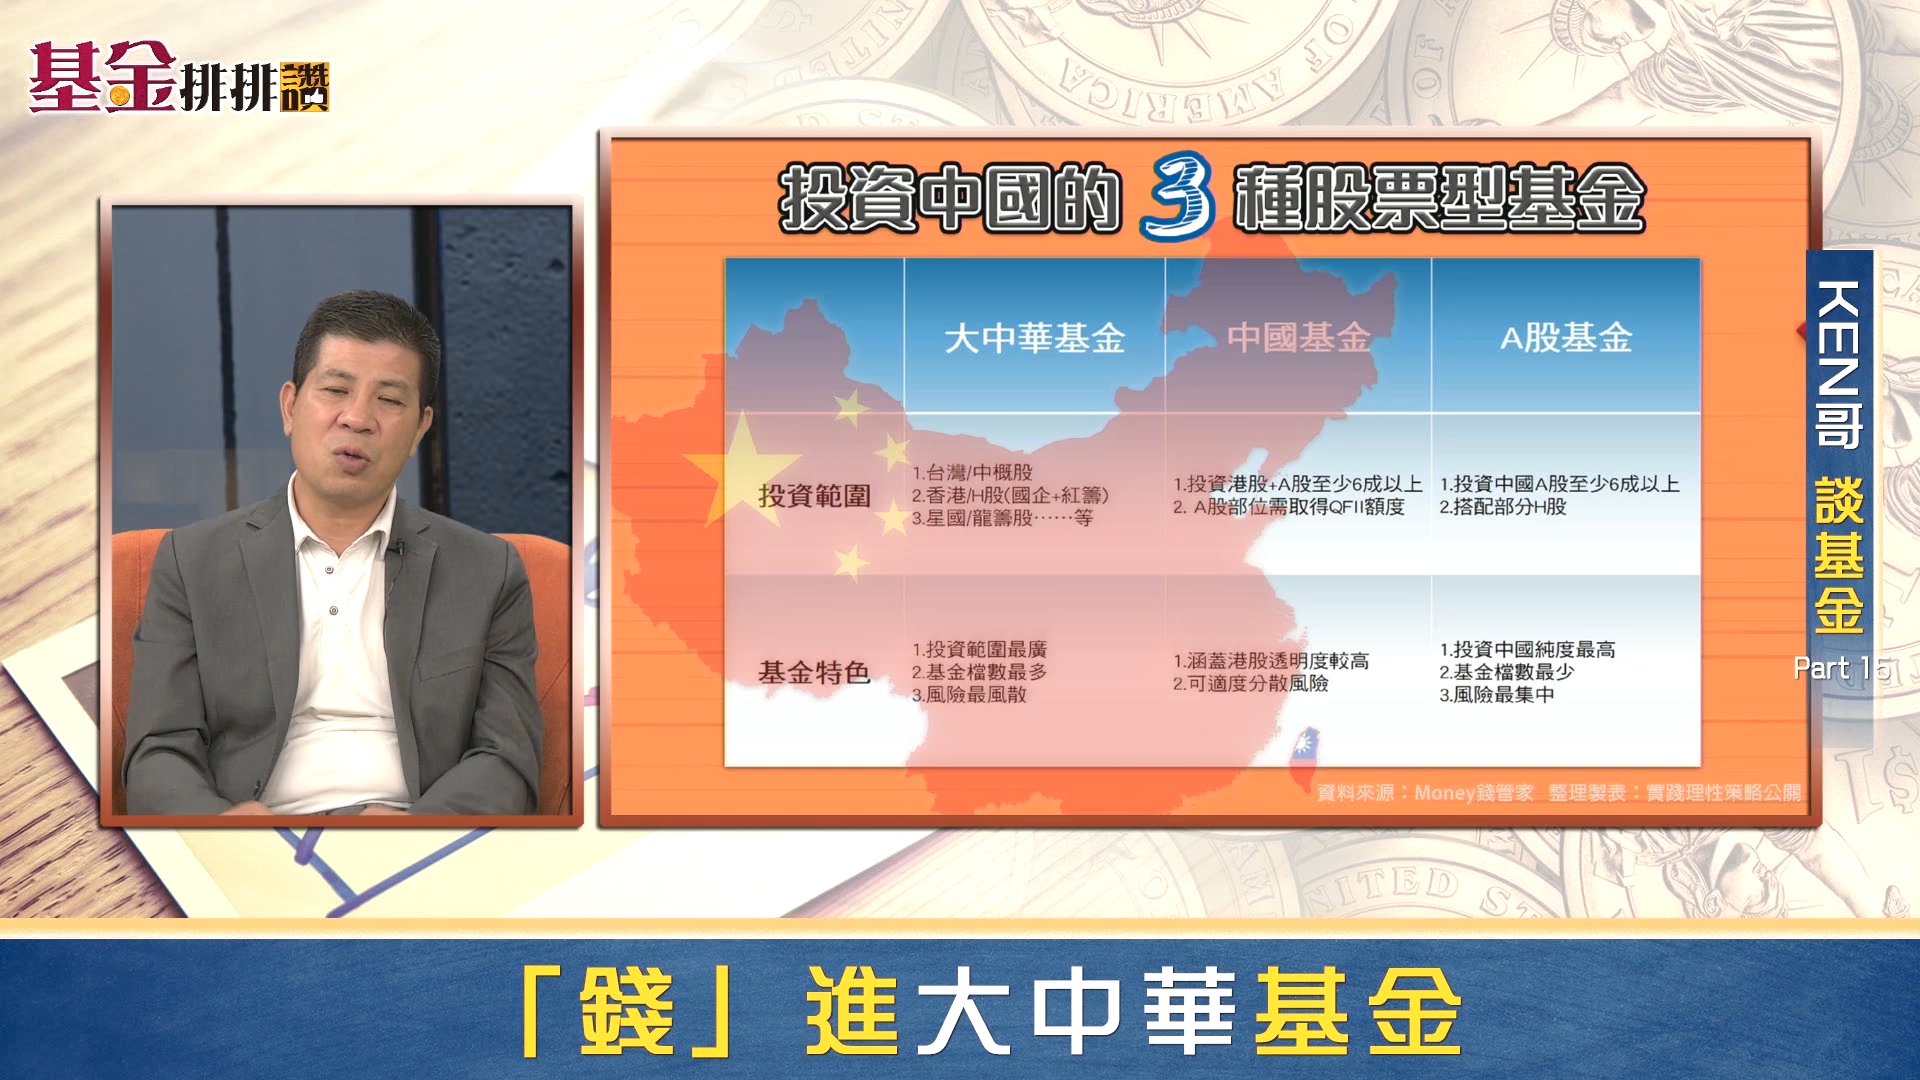 基金排排讚
投資中國的3種股票型基金
大中華基金
中國基金
A股基金
投資範圍
1.台灣/中概股
2.香港/H股(國企+紅籌)
3.星國/龍籌股……等
1.投資港股+A股至少6成以上
2. A股部位需取得QFII額度
1.投資中國A股至少6成以上
2.搭配部分H股
基金特色
1.投資範圍最廣
2.基金檔數最多
3.風險最風散
1.涵蓋港股透明度較高
2.可適度分散風險
1.投資中國純度最高
2.基金檔數最少
3.風險最集中
資料來源：Money錢管家 整理製表：實踐理性策略公關
KEN哥 談基金
Part 15
「錢」進大中華基金
OF AMERICA
UNITED ST